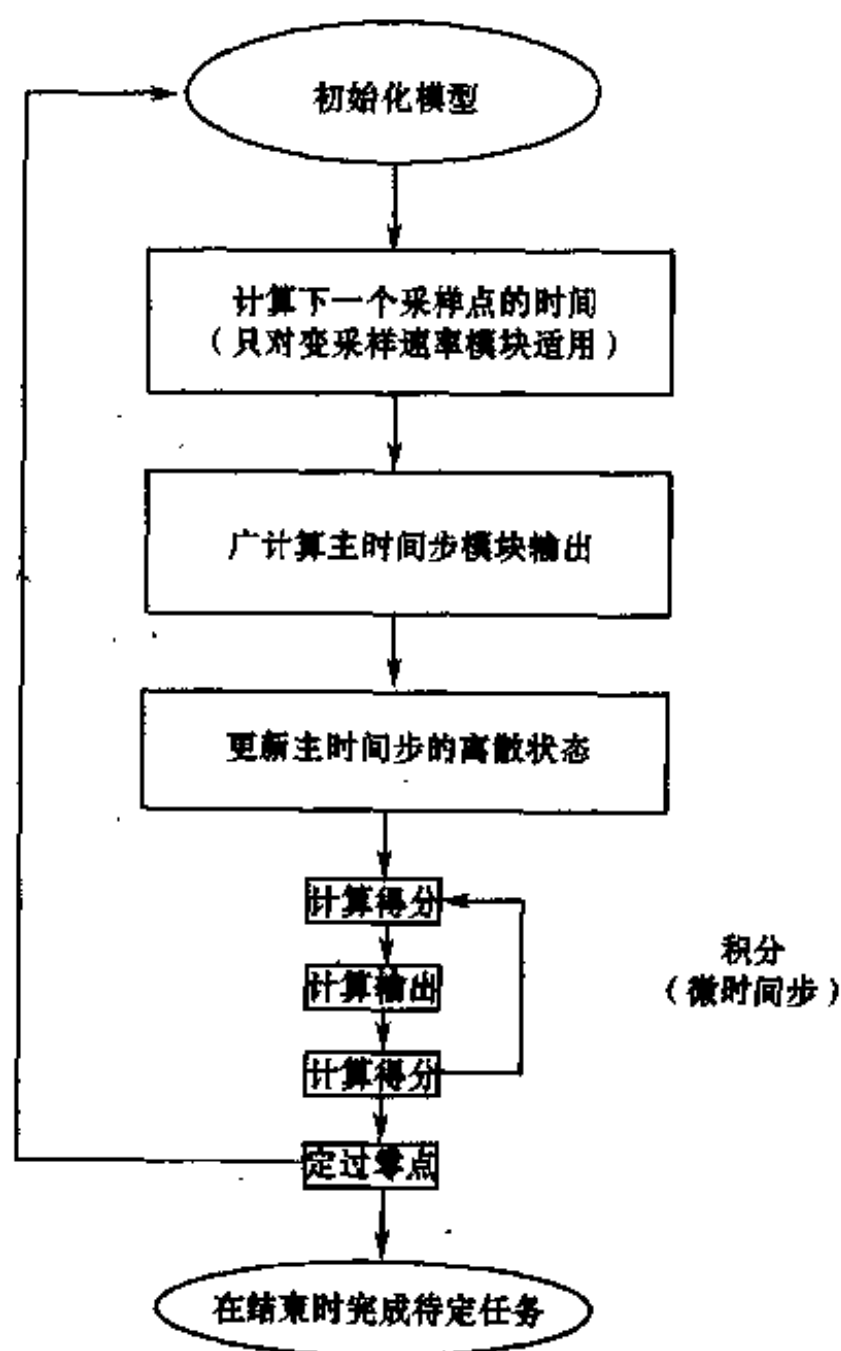 初始化模型
计算下一个采样点的时间
（只对变采样速率模块适用）
广计算主时间步模块输出
更新主时间步的离散状态
计算得分
计算输出
计算得分
积分
（微时间步）
定过零点
在结束时完成待定任务